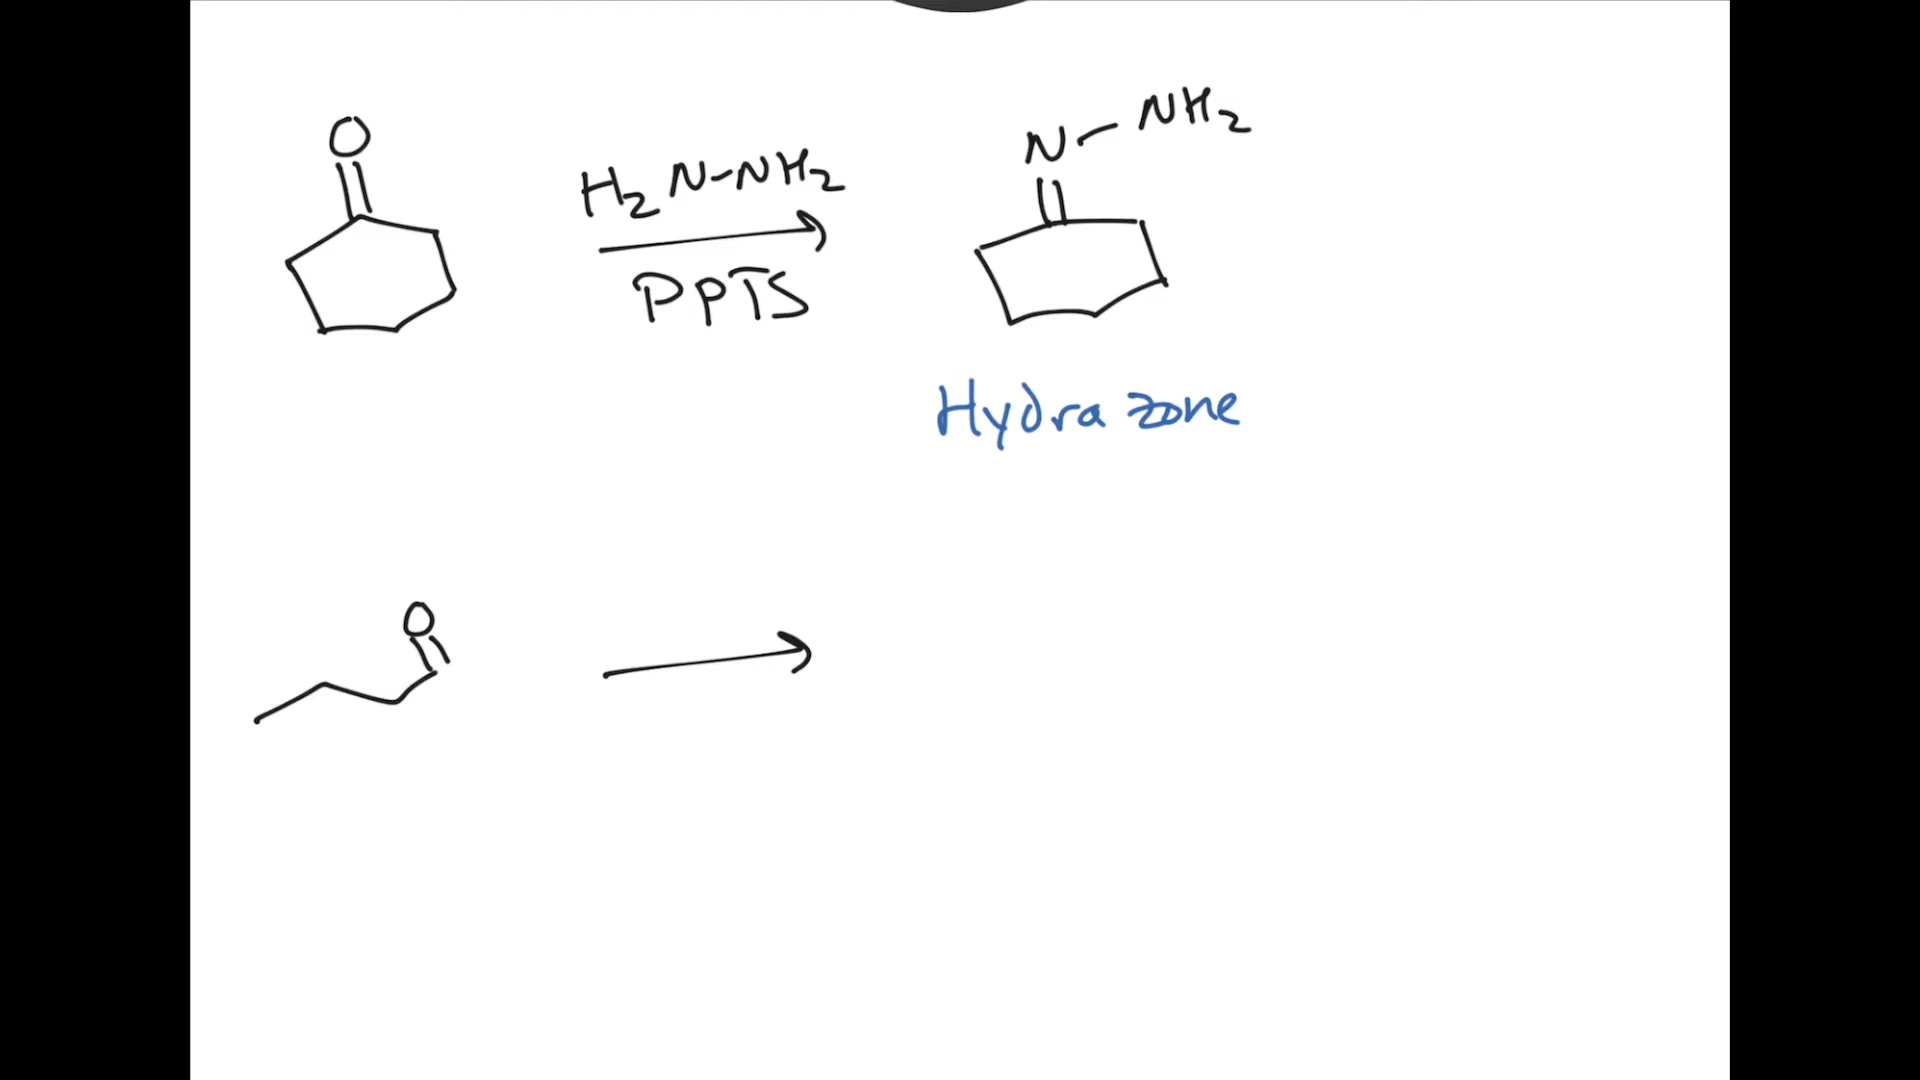 O
H2N-NH2
PPTS
N-NH2
Hydrazone
O